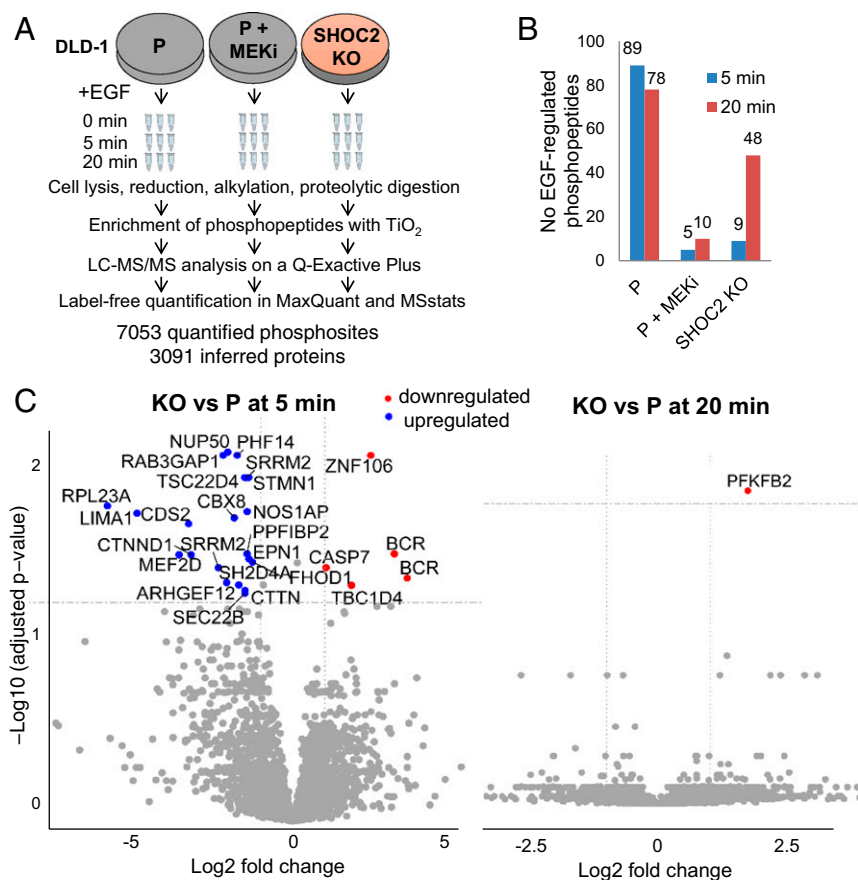 A
DLD-1
P
P +
MEKi
SHOC2
KO
+EGF
0 min
5 min
20 min
Cell lysis, reduction, alkylation, proteolytic digestion
Enrichment of phosphopeptides with TiO2
LC-MS/MS analysis on a Q-Exactive Plus
Label-free quantification in MaxQuant and MSstats
7053 quantified phosphosites
3091 inferred proteins
B
No EGF-regulated
phosphopeptides
100
80
60
40
20
0
89
78
5
10
9
48
5 min
20 min
P
P + MEKi
SHOC2 KO
C
KO vs P at 5 min
downregulated
upregulated
KO vs P at 20 min
−Log10 (adjusted p-value)
2
1
0
NUP50
PHF14
RAB3GAP1
SRRM2
ZNF106
TSC22D4
STMN1
RPL23A
CBX8
NOS1AP
LIMA1
CDS2
PPFIBP2
CTNND1
SRRM2
EPN1
CASP7
BCR
MEF2D
SH2D4A
FHOD1
BCR
ARHGEF12
CTTN
TBC1D4
SEC22B
-5
0
5
Log2 fold change
PFKFB2
-2.5
0
2.5
Log2 fold change